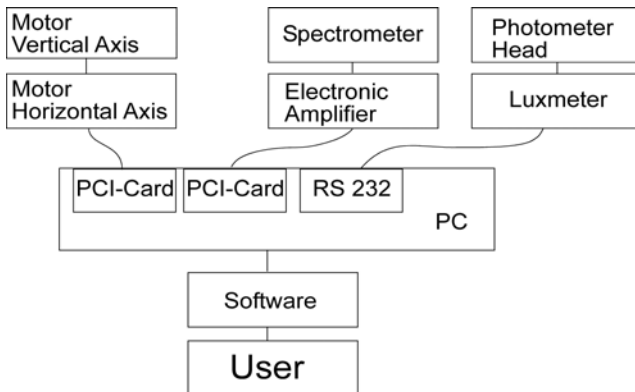 Motor
Vertical Axis
Spectrometer
Photometer
Head
Motor
Horizontal Axis
Electronic
Amplifier
Luxmeter
PCI-Card
PCI-Card
RS 232
PC
Software
User